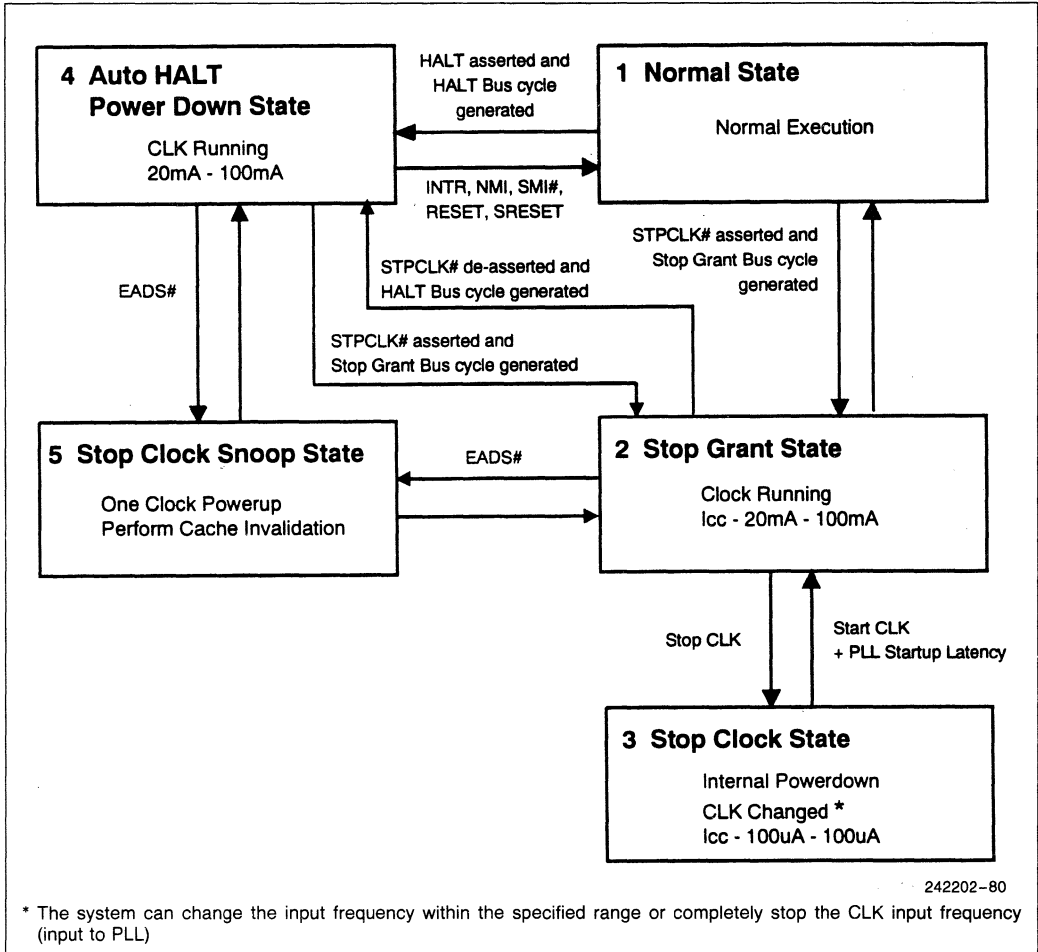 4 Auto HALT
Power Down State
CLK Running
20mA - 100mA
HALT asserted and
HALT Bus cycle
generated
1 Normal State
Normal Execution
INTR, NMI, SMI#,
RESET, SRESET
EADS#
STPCLK# de-asserted and
HALT Bus cycle generated
STPCLK# asserted and
Stop Grant Bus cycle
generated
STPCLK# asserted and
Stop Grant Bus cycle generated
5 Stop Clock Snoop State
One Clock Powerup
Perform Cache Invalidation
EADS#
2 Stop Grant State
Clock Running
Icc - 20mA - 100mA
Stop CLK
Start CLK
+ PLL Startup Latency
3 Stop Clock State
Internal Powerdown
CLK Changed *
Icc - 100uA - 100uA
242202-80
* The system can change the input frequency within the specified range or completely stop the CLK input frequency
(input to PLL)